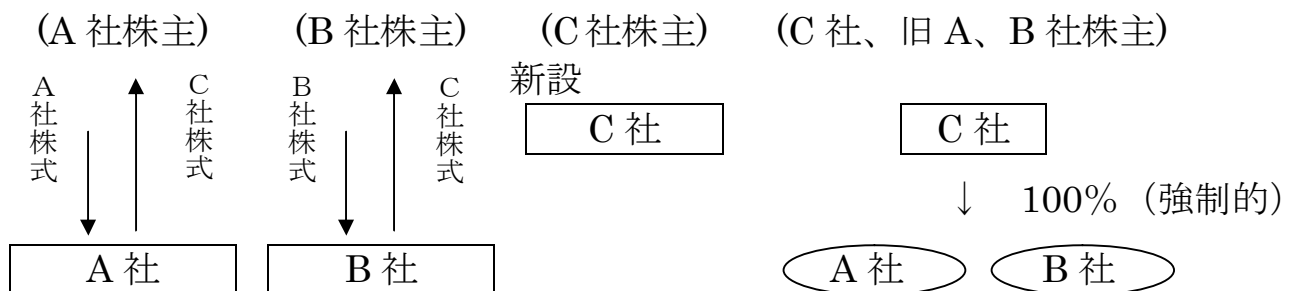 (A 社株主)
(B 社株主)
(C社株主)
(C 社、旧 A、B 社株主)
A社株式
C社株式
B社株式
C社株式
新設
C 社
C 社
↓ 100％（強制的）
A 社
B 社
A 社
B 社